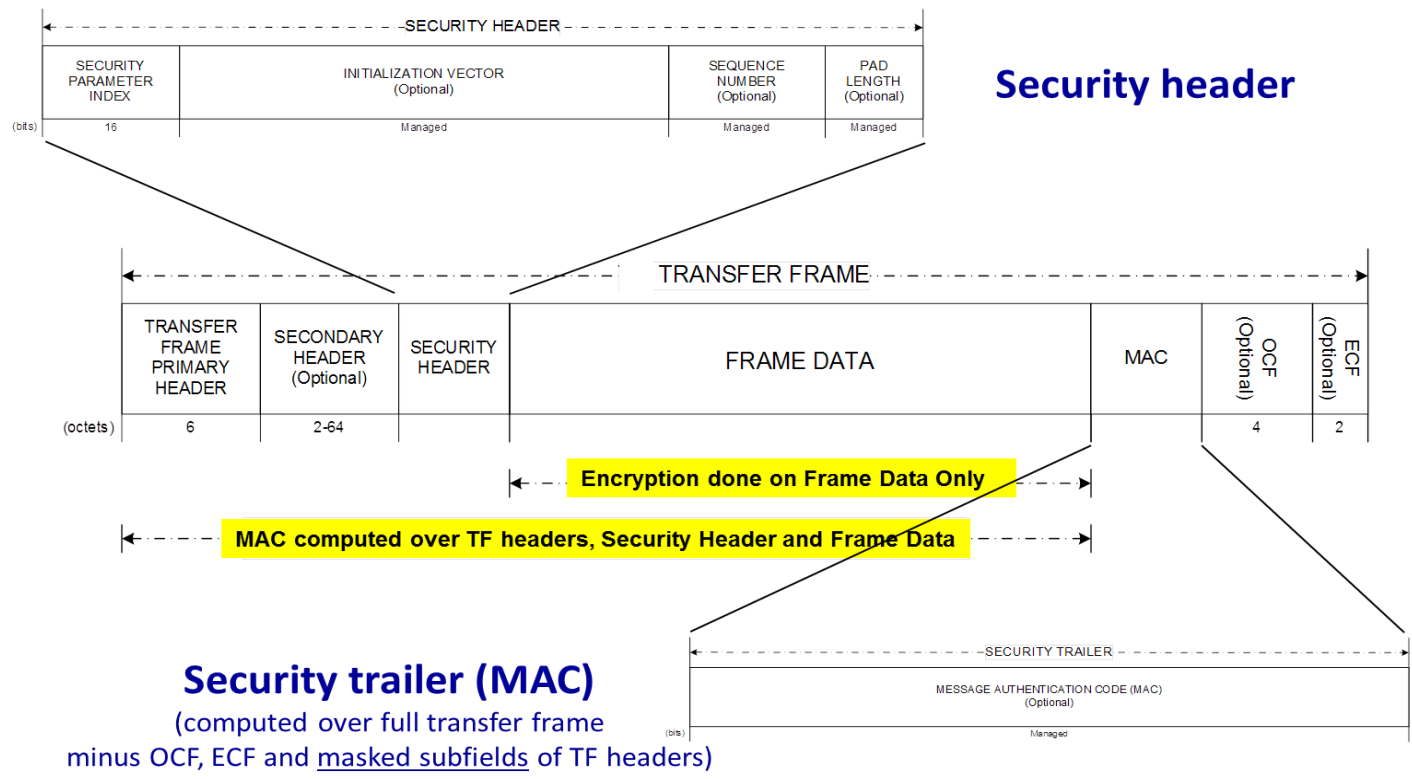 SECURITY HEADER
SECURITY
PARAMETER
INDEX
INITIALIZATION VECTOR
(Optional)
SEQUENCE
NUMBER
(Optional)
PAD
LENGTH
(Optional)
(bits)
16
Managed
Managed
Managed
Security header
TRANSFER FRAME
TRANSFER
FRAME
PRIMARY
HEADER
SECONDARY
HEADER
(Optional)
SECURITY
HEADER
FRAME DATA
MAC
OCF
(Optional)
ECF
(Optional)
(octets)
6
2-64
4
2
Encryption done on Frame Data Only
MAC computed over TF headers, Security Header and Frame Data
SECURITY TRAILER
MESSAGE AUTHENTICATION CODE (MAC)
(Optional)
(bits)
Managed
Security trailer (MAC)
(computed over full transfer frame
minus OCF, ECF and masked subfields of TF headers)